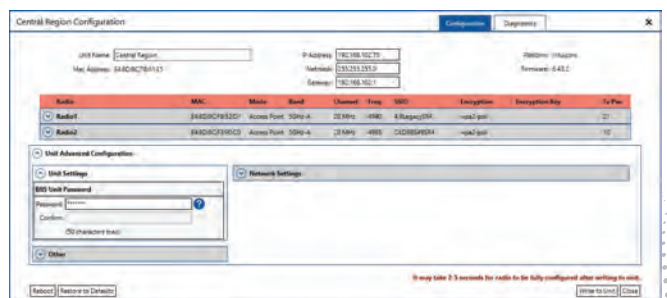 Central Region Configuration
Configuration Diagnostics
Unit Name: Central Region
IP Address: 192.168.102.10
Platform:
Mac Address:
Netmask: 255.255.255.0
Firmware: 6.43.2
Gateway: 192.168.102.1
Radio MAC Mode Band Channel Freq SSID Encryption Encryption Key Tx Pwr
Radio1 Access Point 5GHz-A 20 MHz 4940 wpa2-psk 21
Radio2 Access Point 5GHz-A 20 MHz 4985 wpa2-psk 10
Unit Advanced Configuration
Unit Settings
Network Settings
Unit Password
Password:
Confirm:
(50 characters max)
Other
It may take 2-3 seconds for radio to be fully configured after writing to unit.
Reboot Restore to Defaults Write to Unit Close